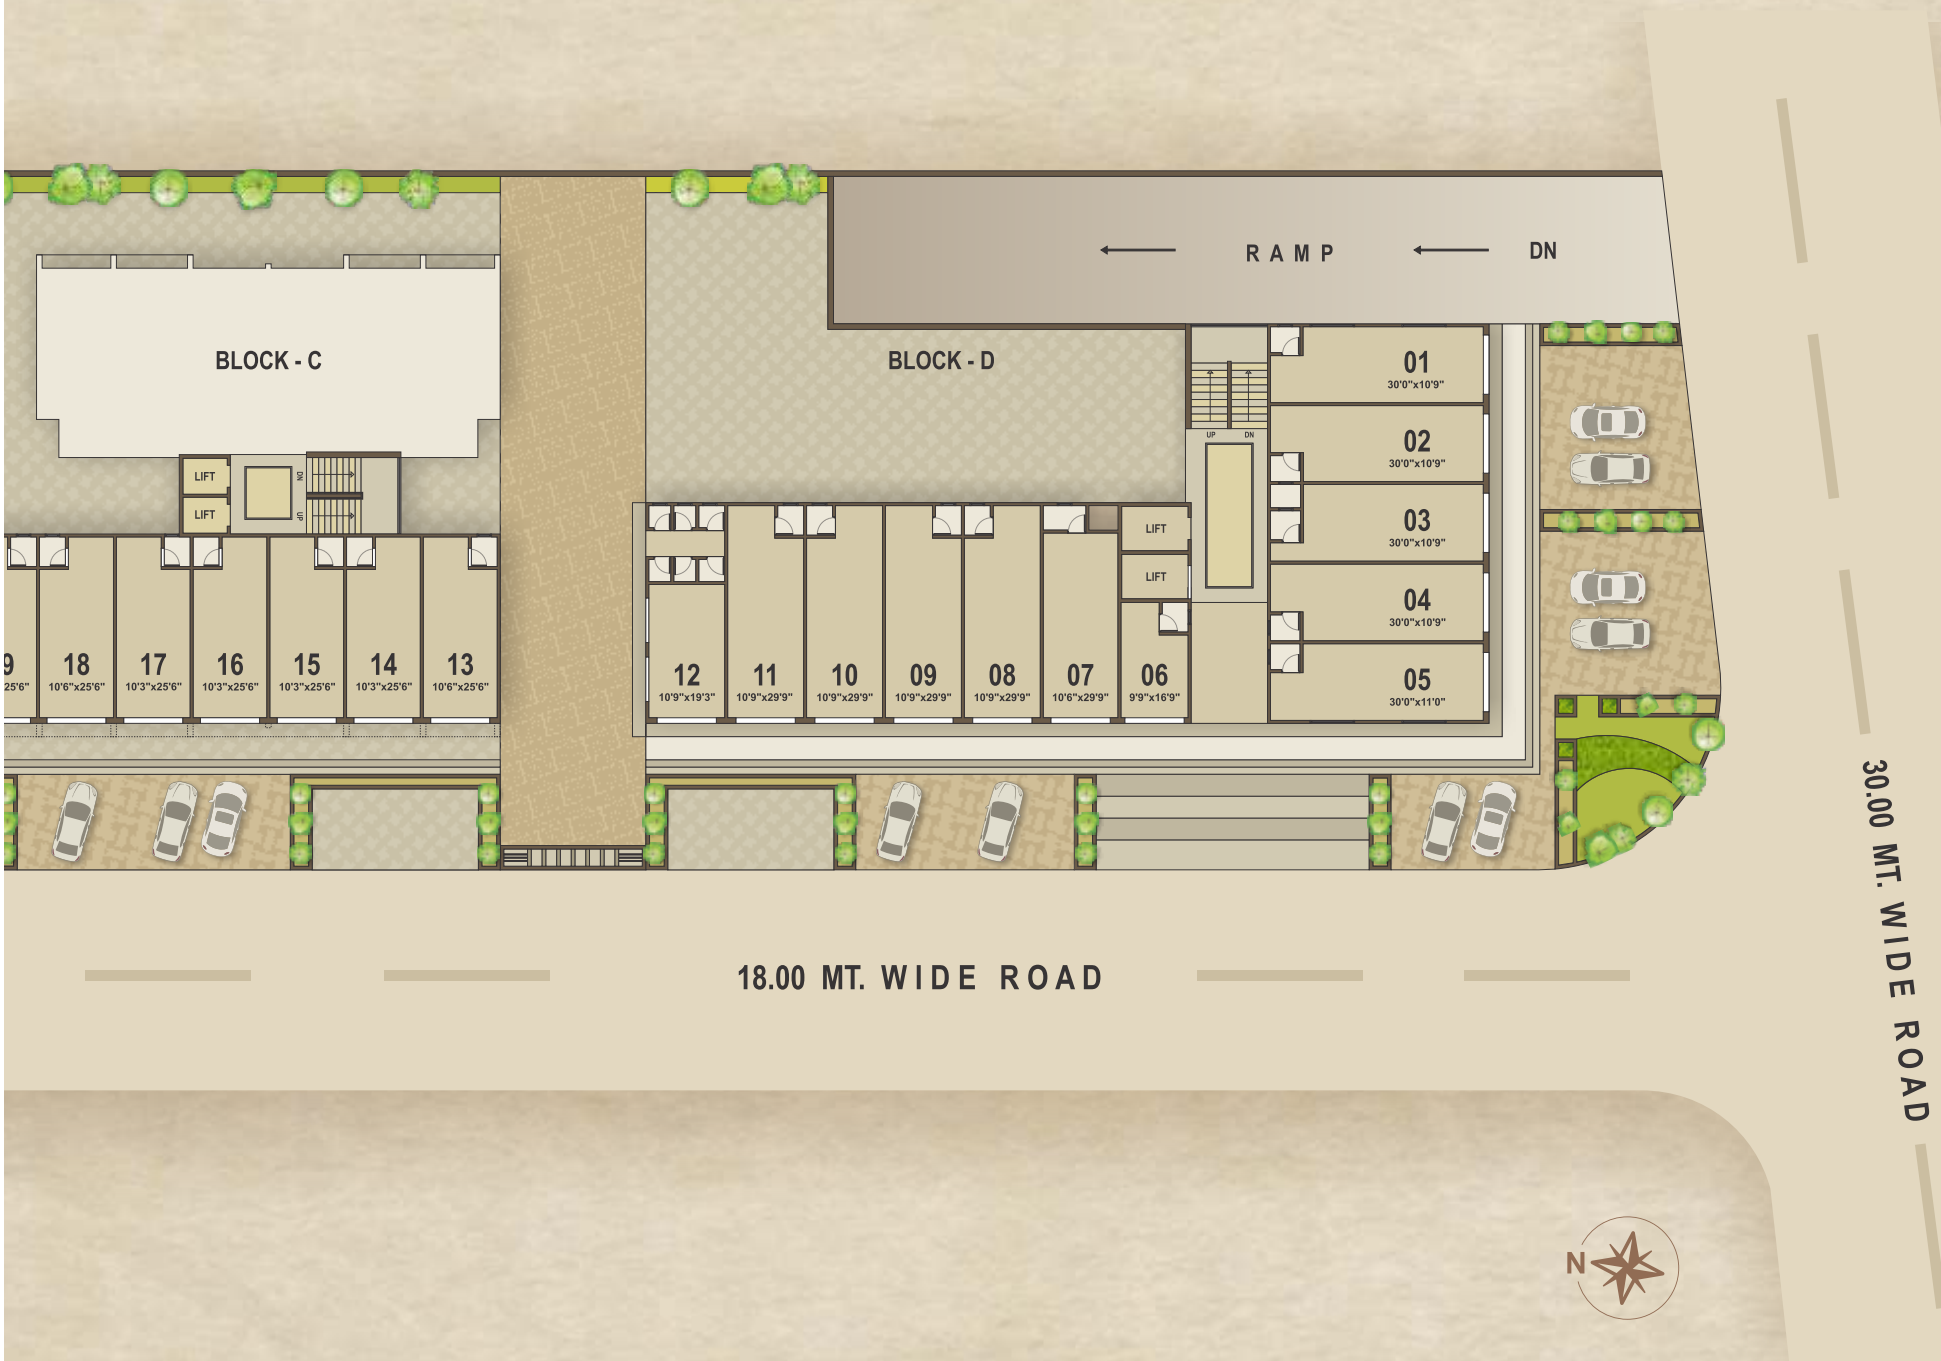 RAMP
DN
BLOCK - C
BLOCK - D
01
30'0"x10'9"
02
30'0"x10'9"
UP
DN
03
30'0"x10'9"
04
30'0"x10'9"
05
30'0"x11'0"
LIFT
LIFT
DN
UP
LIFT
LIFT
9
25'6"
18
10'6"x25'6"
17
10'3"x25'6"
16
10'3"x25'6"
15
10'3"x25'6"
14
10'3"x25'6"
13
10'6"x25'6"
12
10'9"x19'3"
11
10'9"x29'9"
10
10'9"x29'9"
09
10'9"x29'9"
08
10'9"x29'9"
07
10'6"x29'9"
06
9'9"x16'9"
18.00 MT. WIDE ROAD
30.00 MT. WIDE ROAD
N